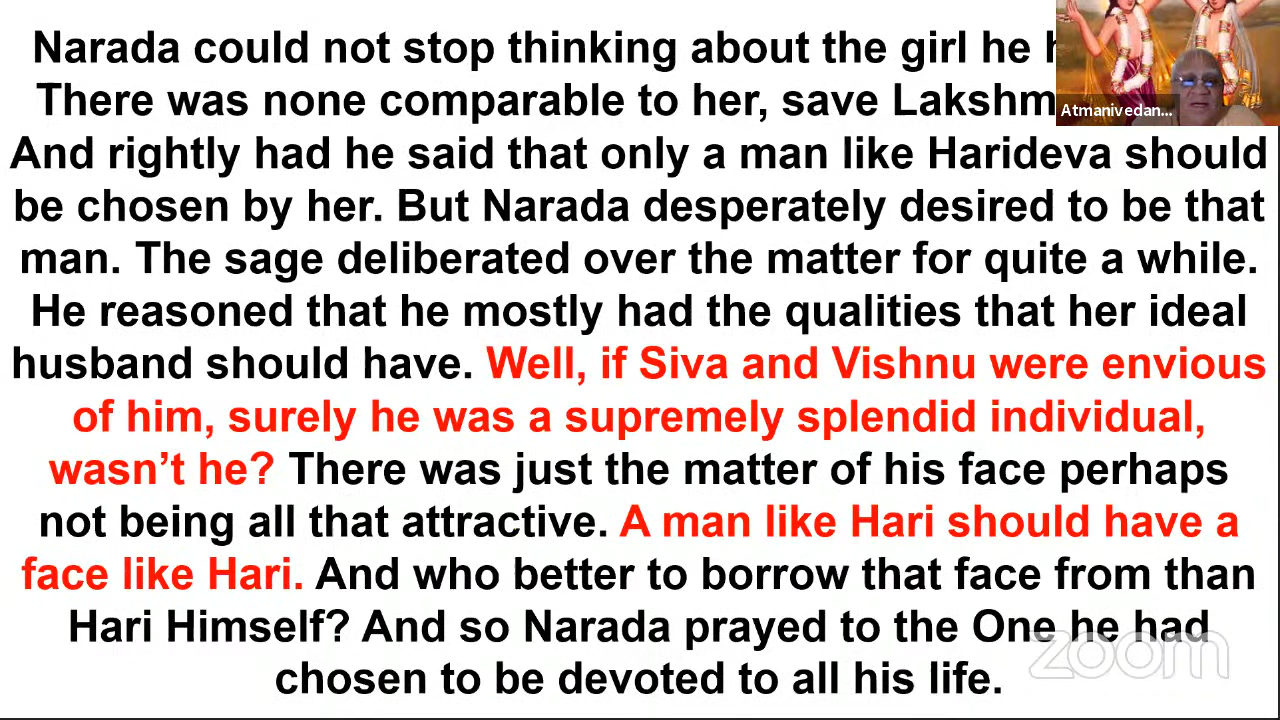 Narada could not stop thinking about the girl he
There was none comparable to her, save
Atmanivedan...
And rightly had he said that only a man like Harideva should
be chosen by her. But Narada desperately desired to be that
man. The sage deliberated over the matter for quite a while.
He reasoned that he mostly had the qualities that her ideal
husband should have. Well, if Siva and Vishnu were envious
of him, surely he was a supremely splendid individual,
wasn’t he? There was just the matter of his face perhaps
not being all that attractive. A man like Hari should have a
face like Hari. And who better to borrow that face from than
Hari Himself? And so Narada prayed to the One he had
chosen to be devoted to all his life.
zoom